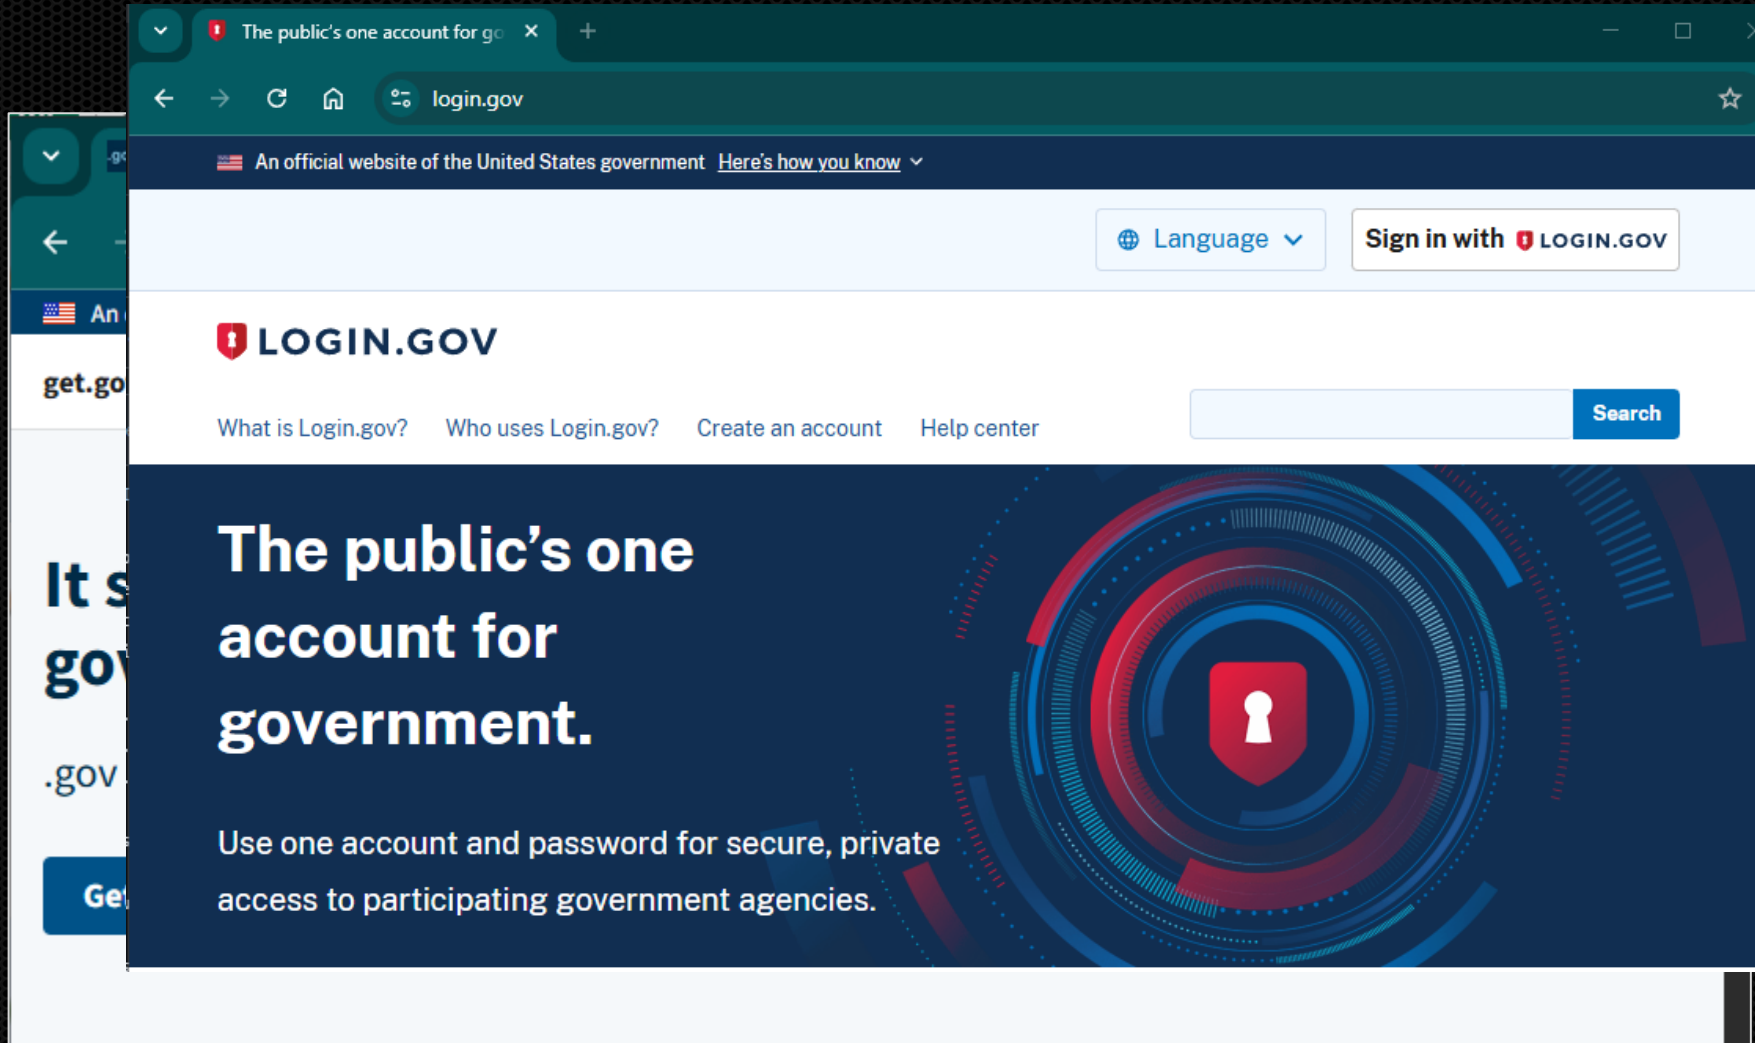 The public's one account for go
login.gov
An official website of the United States government Here's how you know
Language
Sign in with LOGIN.GOV
LOGIN.GOV
What is Login.gov? Who uses Login.gov? Create an account Help center
Search
The public’s one
account for
government.
Use one account and password for secure, private
access to participating government agencies.
.go
An
get.go
It s
gov
.gov
Get